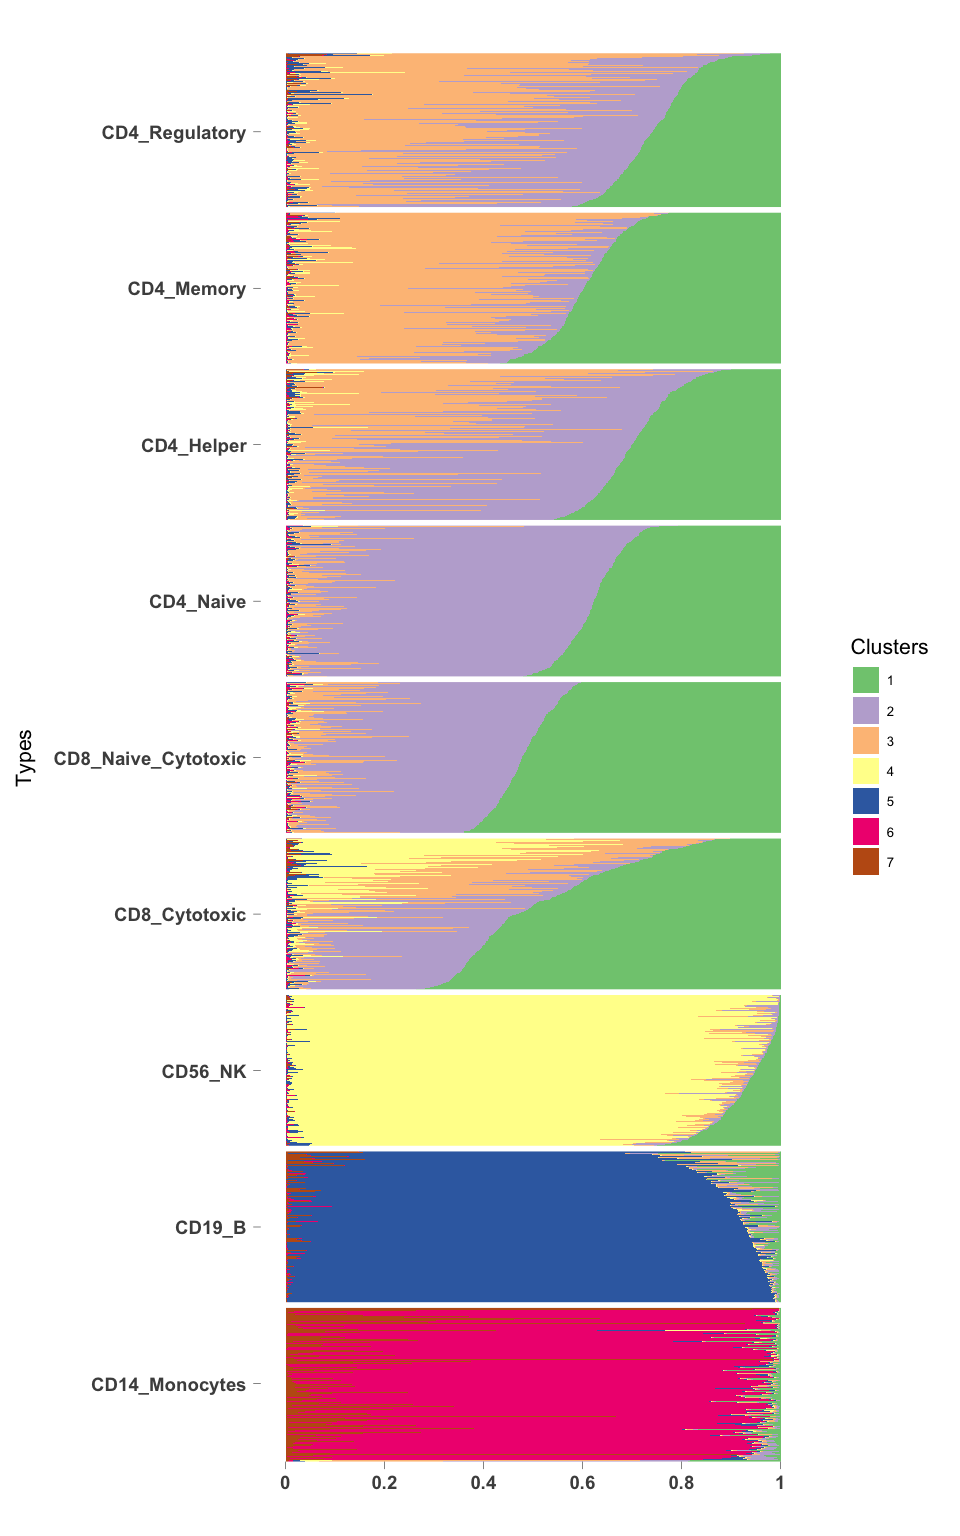 Types
CD4_Regulatory
CD4_Memory
CD4_Helper
CD4_Naive
CD8_Naive_Cytotoxic
CD8_Cytotoxic
CD56_NK
CD19_B
CD14_Monocytes
0 0.2 0.4 0.6 0.8 1
Clusters
1
2
3
4
5
6
7